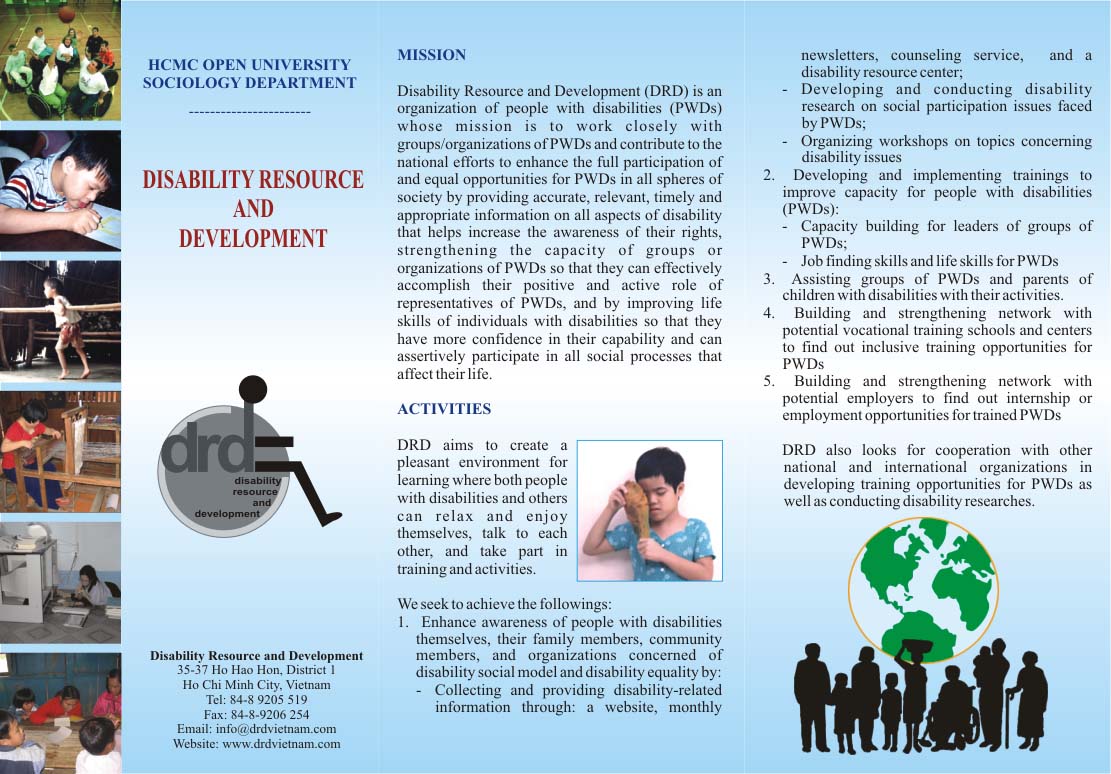 HCMC OPEN UNIVERSITY
SOCIOLOGY DEPARTMENT
-----------------------
DISABILITY RESOURCE
AND
DEVELOPMENT
drd
disability
resource
and
development
Disability Resource and Development
35-37 Ho Hao Hon, District 1
Ho Chi Minh City, Vietnam
Tel: 84-8 9205 519
Fax: 84-8-9206 254
Email: info@drdvietnam.com
Website: www.drdvietnam.com
MISSION
Disability Resource and Development (DRD) is an
organization of people with disabilities (PWDs)
whose mission is to work closely with
groups/organizations of PWDs and contribute to the
national efforts to enhance the full participation of
and equal opportunities for PWDs in all spheres of
society by providing accurate, relevant, timely and
appropriate information on all aspects of disability
that helps increase the awareness of their rights,
strengthening the capacity of groups or
organizations of PWDs so that they can effectively
accomplish their positive and active role of
representatives of PWDs, and by improving life
skills of individuals with disabilities so that they
have more confidence in their capability and can
assertively participate in all social processes that
affect their life.
ACTIVITIES
DRD aims to create a
pleasant environment for
learning where both people
with disabilities and others
can relax and enjoy
themselves, talk to each
other, and take part in
training and activities.
We seek to achieve the followings:
1. Enhance awareness of people with disabilities
themselves, their family members, community
members, and organizations concerned of
disability social model and disability equality by:
- Collecting and providing disability-related
information through: a website, monthly
newsletters, counseling service, and a
disability resource center;
- Developing and conducting disability
research on social participation issues faced
by PWDs;
- Organizing workshops on topics concerning
disability issues
2. Developing and implementing trainings to
improve capacity for people with disabilities
(PWDs):
- Capacity building for leaders of groups of
PWDs;
- Job finding skills and life skills for PWDs
3. Assisting groups of PWDs and parents of
children with disabilities with their activities.
4. Building and strengthening network with
potential vocational training schools and centers
to find out inclusive training opportunities for
PWDs
5. Building and strengthening network with
potential employers to find out internship or
employment opportunities for trained PWDs
DRD also looks for cooperation with other
national and international organizations in
developing training opportunities for PWDs as
well as conducting disability researches.